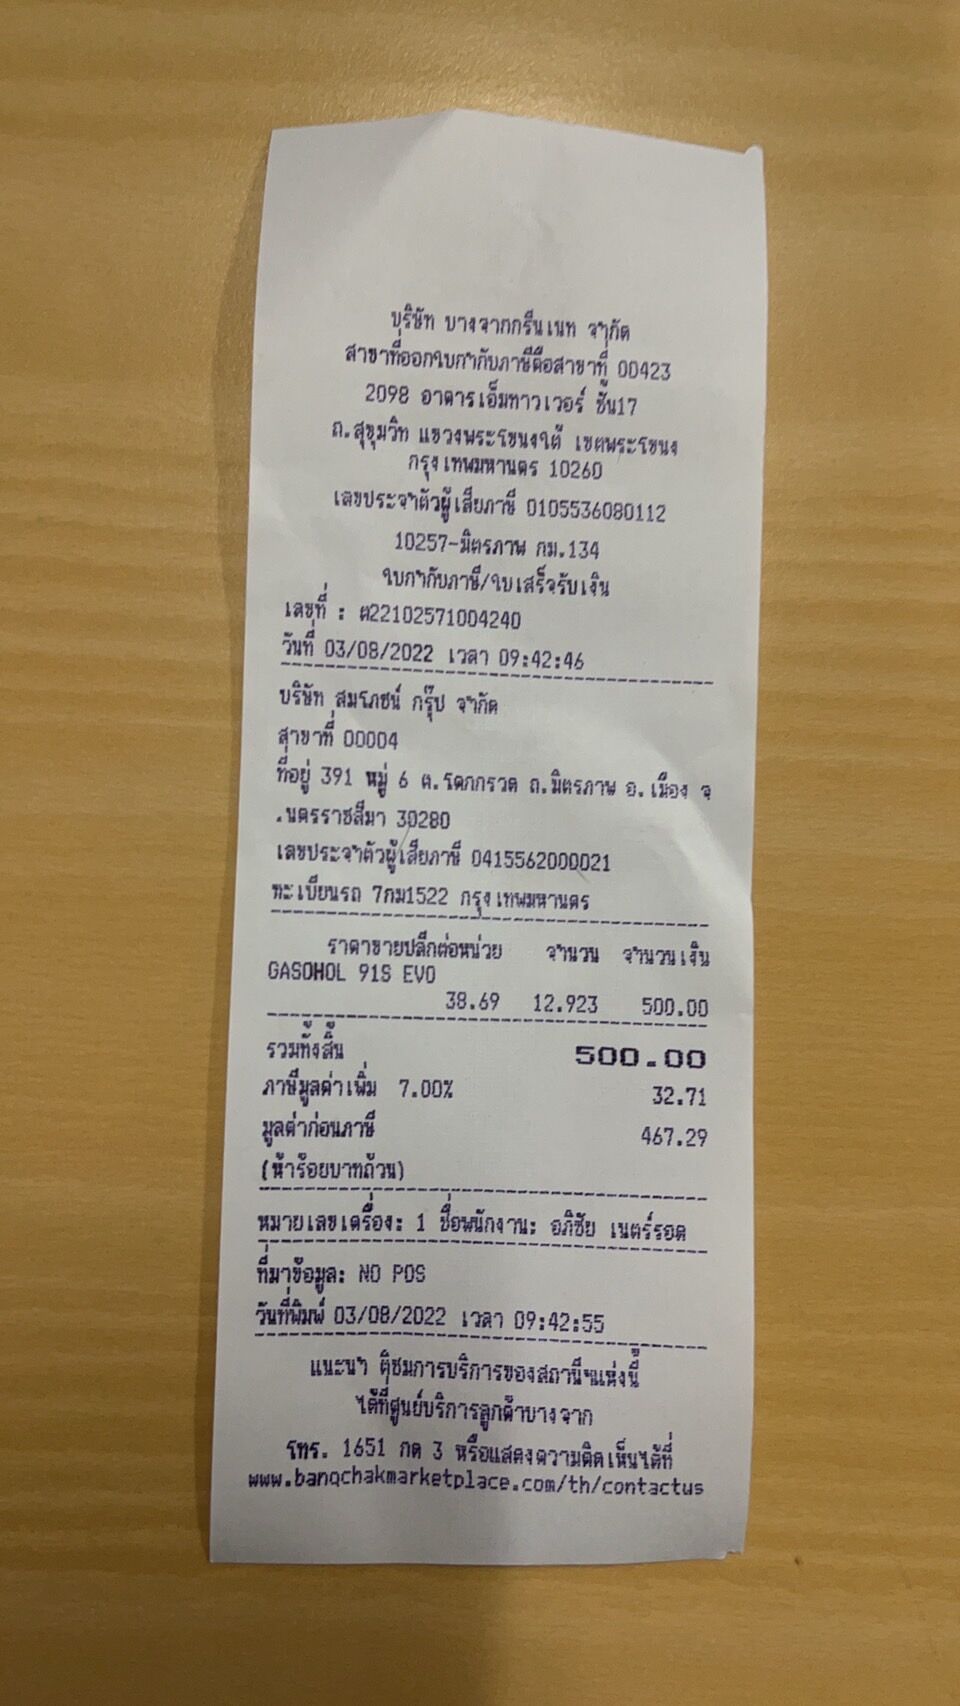 บริษัท บางจากกรีนเนท จำกัด
สาขาที่ออกใบกำกับภาษีคือสาขาที่ 00423
2098 อาคารเอ็มทาวเวอร์ ชั้น17
ถ.สุขุมวิท แขวงพระโขนงใต้ เขตพระโขนง
กรุงเทพมหานคร 10260
เลขประจำตัวผู้เสียภาษี 0105536080112
10257-มิตรภาพ กม.134
ใบกำกับภาษี/ใบเสร็จรับเงิน
เลขที่ : ต22102571004240
วันที่ 03/08/2022 เวลา 09:42:46
บริษัท สมโภชน์ กรุ๊ป จำกัด
สาขาที่ 00004
ที่อยู่ 391 หมู่ 6 ต.โคกกรวด ถ.มิตรภาพ อ.เมือง จ
.นครราชสีมา 30280
เลขประจำตัวผู้เสียภาษี 0415562000021
ทะเบียนรถ 7กม1522 กรุงเทพมหานคร
ราคาขายปลีกต่อหน่วย จำนวน จำนวนเงิน
GASOHOL 91S EVO
38.69 12.923 500.00
รวมทั้งสิ้น 500.00
ภาษีมูลค่าเพิ่ม 7.00% 32.71
มูลค่าก่อนภาษี 467.29
(ห้าร้อยบาทถ้วน)
หมายเลขเครื่อง: 1 ชื่อพนักงาน: อภิชัย เนตร์รอด
ที่มาข้อมูล: NO POS
วันที่พิมพ์ 03/08/2022 เวลา 09:42:55
แนะนำ ติชมการบริการของสถานีฯแห่งนี้
ได้ที่ศูนย์บริการลูกค้าบางจาก
โทร. 1651 กด 3 หรือแสดงความคิดเห็นได้ที่
www.bangchakmarketplace.com/th/contactus